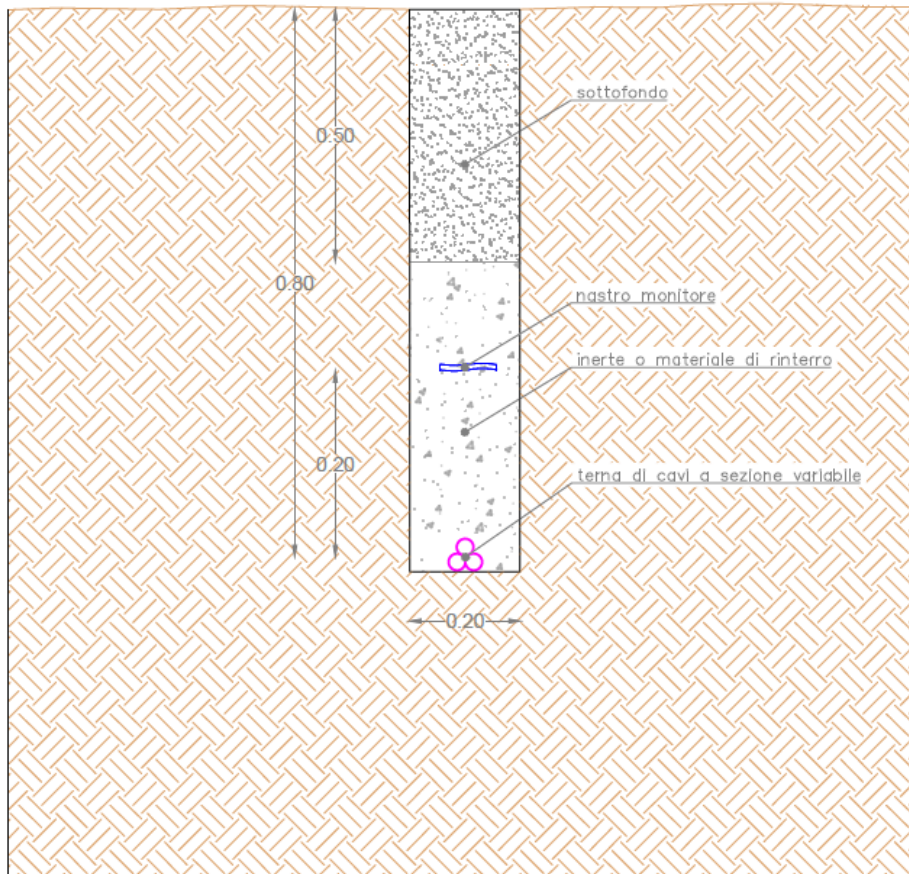 sottofondo
0.50
0.80
nastro monitore
inerte o materiale di rinterro
0.20
terna di cavi a sezione variabile
0.20